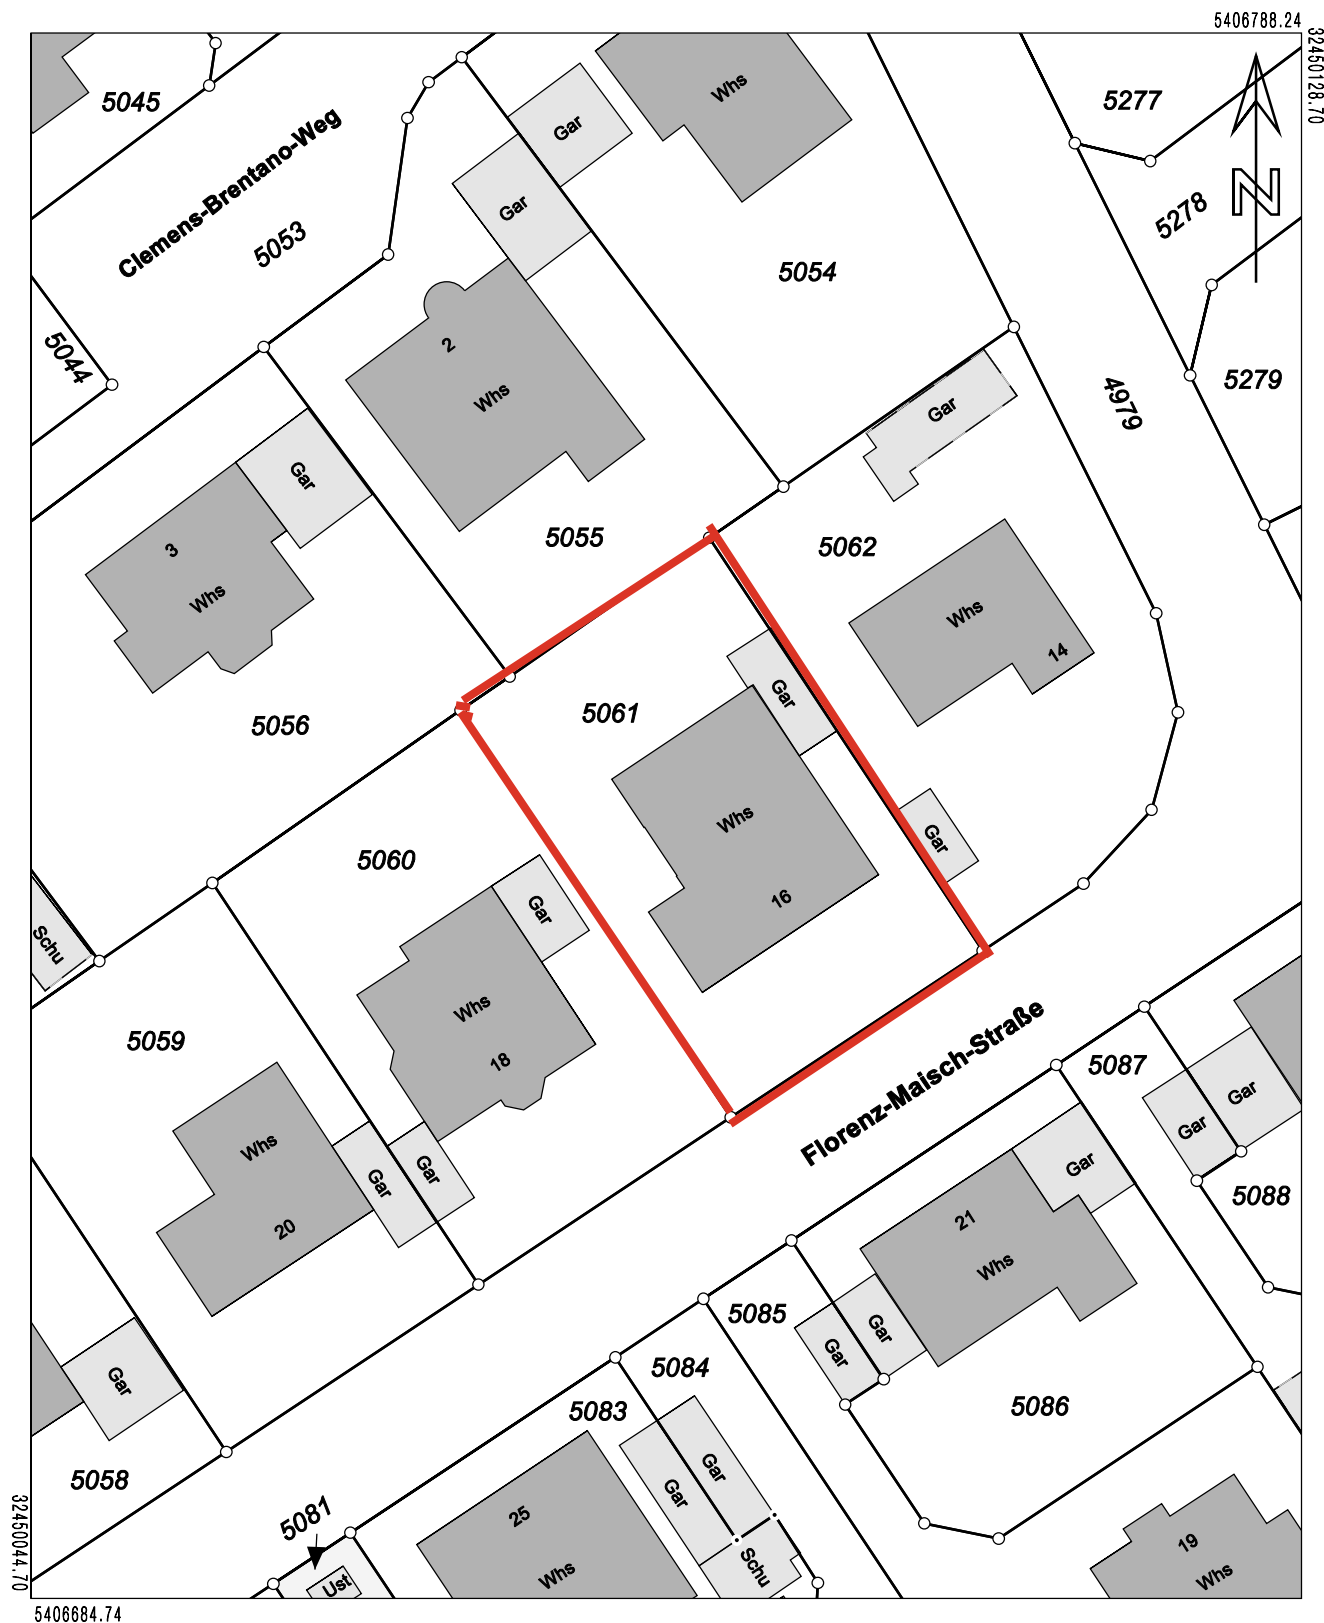 5406788.24
32450128.70
5045
Whs
5277
Clemens-Brentano-Weg
Gar
Gar
N
5278
5053
5054
5044
2
Whs
5279
4979
Gar
Gar
3
Whs
5055
5062
Whs
14
5056
5061
Gar
Whs
16
Gar
5060
Gar
Schu
Whs
18
5059
Florenz-Maisch-Straße
5087
Gar
Gar
Whs
20
Gar
Gar
Gar
5088
21
Whs
5085
Gar
Gar
5084
Gar
5083
5086
5058
Gar
Gar
25
Whs
Schu
5081
Ust
19
Whs
32450044.70
5406684.74